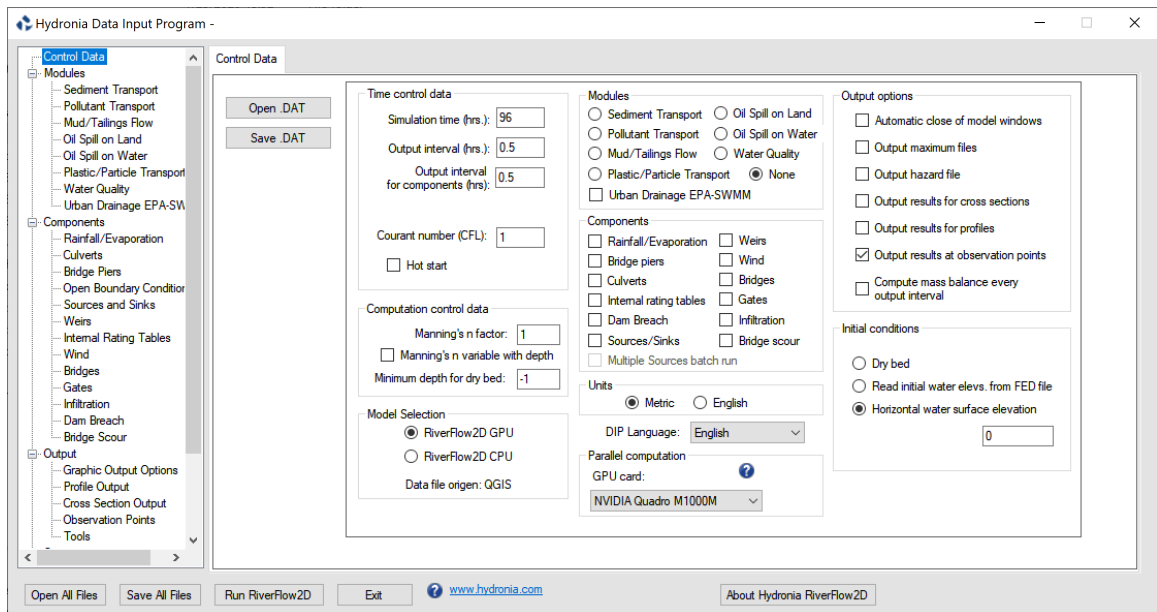 Hydronia Data Input Program -
Control Data
Modules
Sediment Transport
Pollutant Transport
Mud/Tailings Flow
Oil Spill on Land
Oil Spill on Water
Plastic/Particle Transport
Water Quality
Urban Drainage EPA-SW
Components
Rainfall/Evaporation
Culverts
Bridge Piers
Open Boundary Condition
Sources and Sinks
Weirs
Internal Rating Tables
Wind
Bridges
Gates
Infiltration
Dam Breach
Bridge Scour
Output
Graphic Output Options
Profile Output
Cross Section Output
Observation Points
Tools
Control Data
Open .DAT
Save .DAT
Time control data
Simulation time (hrs.): 96
Output interval (hrs.): 0.5
Output interval
for components (hrs): 0.5
Courant number (CFL): 1
Hot start
Computation control data
Manning's n factor: 1
Manning's n variable with depth
Minimum depth for dry bed: -1
Model Selection
RiverFlow2D GPU
RiverFlow2D CPU
Data file origen: QGIS
Modules
Sediment Transport Oil Spill on Land
Pollutant Transport Oil Spill on Water
Mud/Tailings Flow Water Quality
Plastic/Particle Transport None
Urban Drainage EPA-SWMM
Components
Rainfall/Evaporation Weirs
Bridge piers Wind
Culverts Bridges
Internal rating tables Gates
Dam Breach Infiltration
Sources/Sinks Bridge scour
Multiple Sources batch run
Units
Metric English
DIP Language: English
Parallel computation
GPU card: ?
NVIDIA Quadro M1000M
Output options
Automatic close of model windows
Output maximum files
Output hazard file
Output results for cross sections
Output results for profiles
Output results at observation points
Compute mass balance every
output interval
Initial conditions
Dry bed
Read initial water elevs. from FED file
Horizontal water surface elevation
0
Open All Files Save All Files Run RiverFlow2D Exit ? www.hydronia.com About Hydronia RiverFlow2D